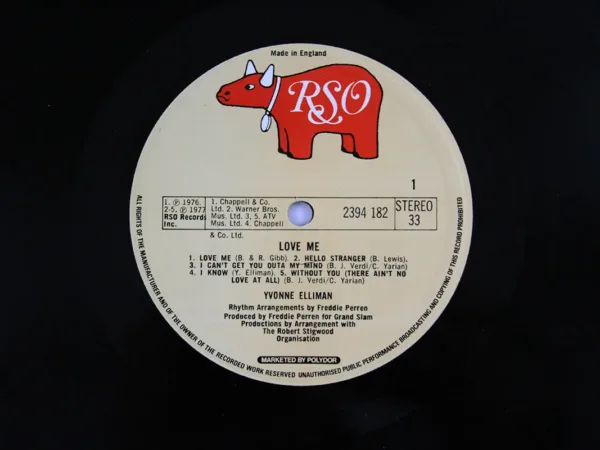 Made in England
RSO
1
1. ℗ 1976.
2-5. ℗ 1977
RSO Records
Inc.
1. Chappell & Co.
Ltd. 2. Warner Bros.
Mus. Ltd. 3, 5. ATV
Mus. Ltd. 4. Chappell
& Co. Ltd.
2394 182
STEREO
33
LOVE ME
1. LOVE ME (B. & R. Gibb). 2. HELLO STRANGER (B. Lewis).
3. I CAN'T GET YOU OUTA MY MIND (B. J. Verdi/C. Yarian)
4. I KNOW (Y. Elliman). 5. WITHOUT YOU (THERE AIN'T NO
LOVE AT ALL) (B. J. Verdi/C. Yarian)
YVONNE ELLIMAN
Rhythm Arrangements by Freddie Perren
Produced by Freddie Perren for Grand Slam
Productions by Arrangement with
The Robert Stigwood
Organisation
MARKETED BY POLYDOR
ALL RIGHTS OF THE MANUFACTURER AND OF THE OWNER OF THE RECORDED WORK RESERVED UNAUTHORISED PUBLIC PERFORMANCE BROADCASTING AND COPYING OF THIS RECORD PROHIBITED